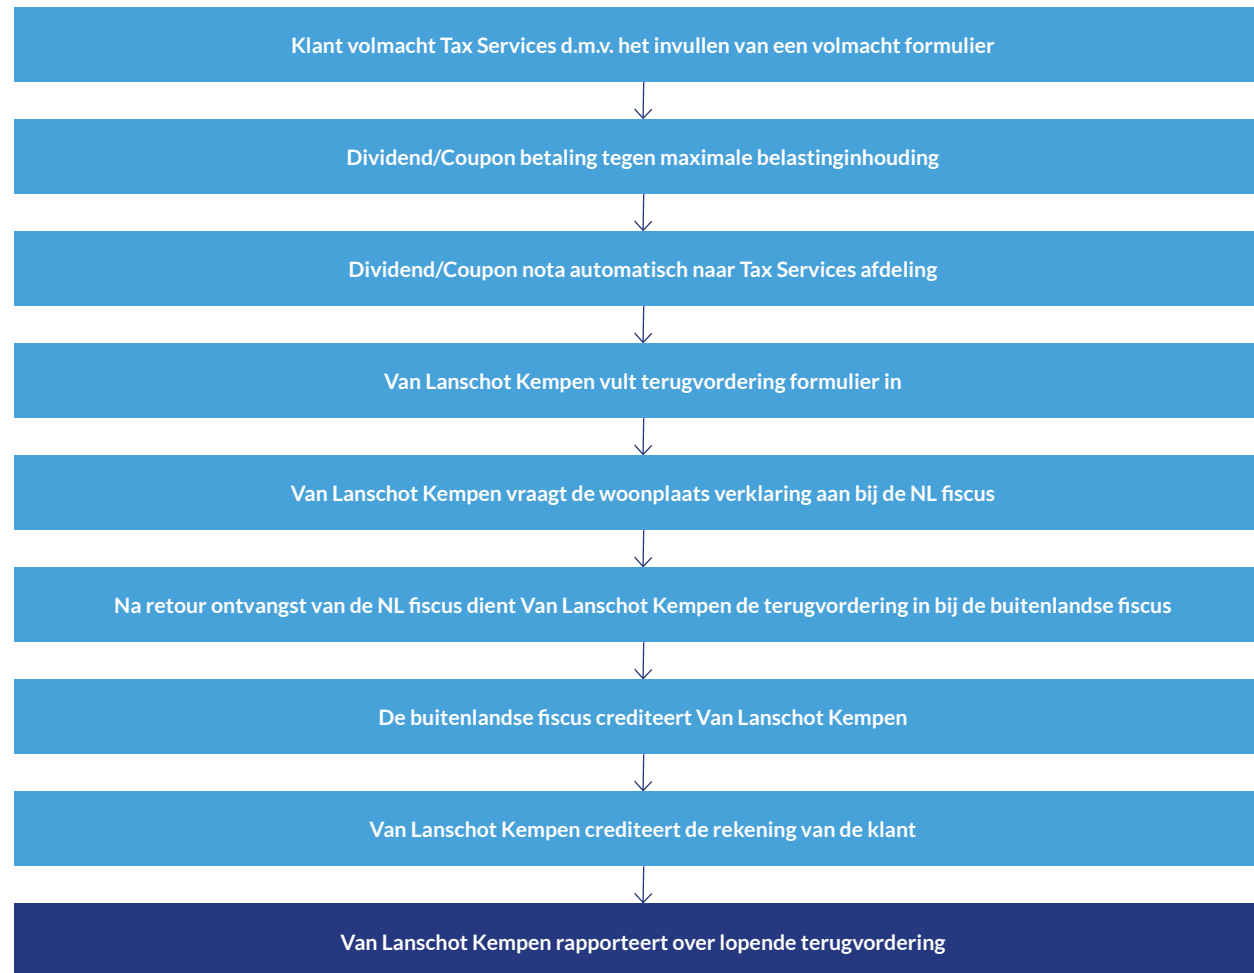 Klant volmacht Tax Services d.m.v. het invullen van een volmacht formulier
Dividend/Coupon betaling tegen maximale belastinginhouding
Dividend/Coupon nota automatisch naar Tax Services afdeling
Van Lanschot Kempen vult terugvordering formulier in
Van Lanschot Kempen vraagt de woonplaats verklaring aan bij de NL fiscus
Na retour ontvangst van de NL fiscus dient Van Lanschot Kempen de terugvordering in bij de buitenlandse fiscus
De buitenlandse fiscus crediteert Van Lanschot Kempen
Van Lanschot Kempen crediteert de rekening van de klant
Van Lanschot Kempen rapporteert over lopende terugvordering